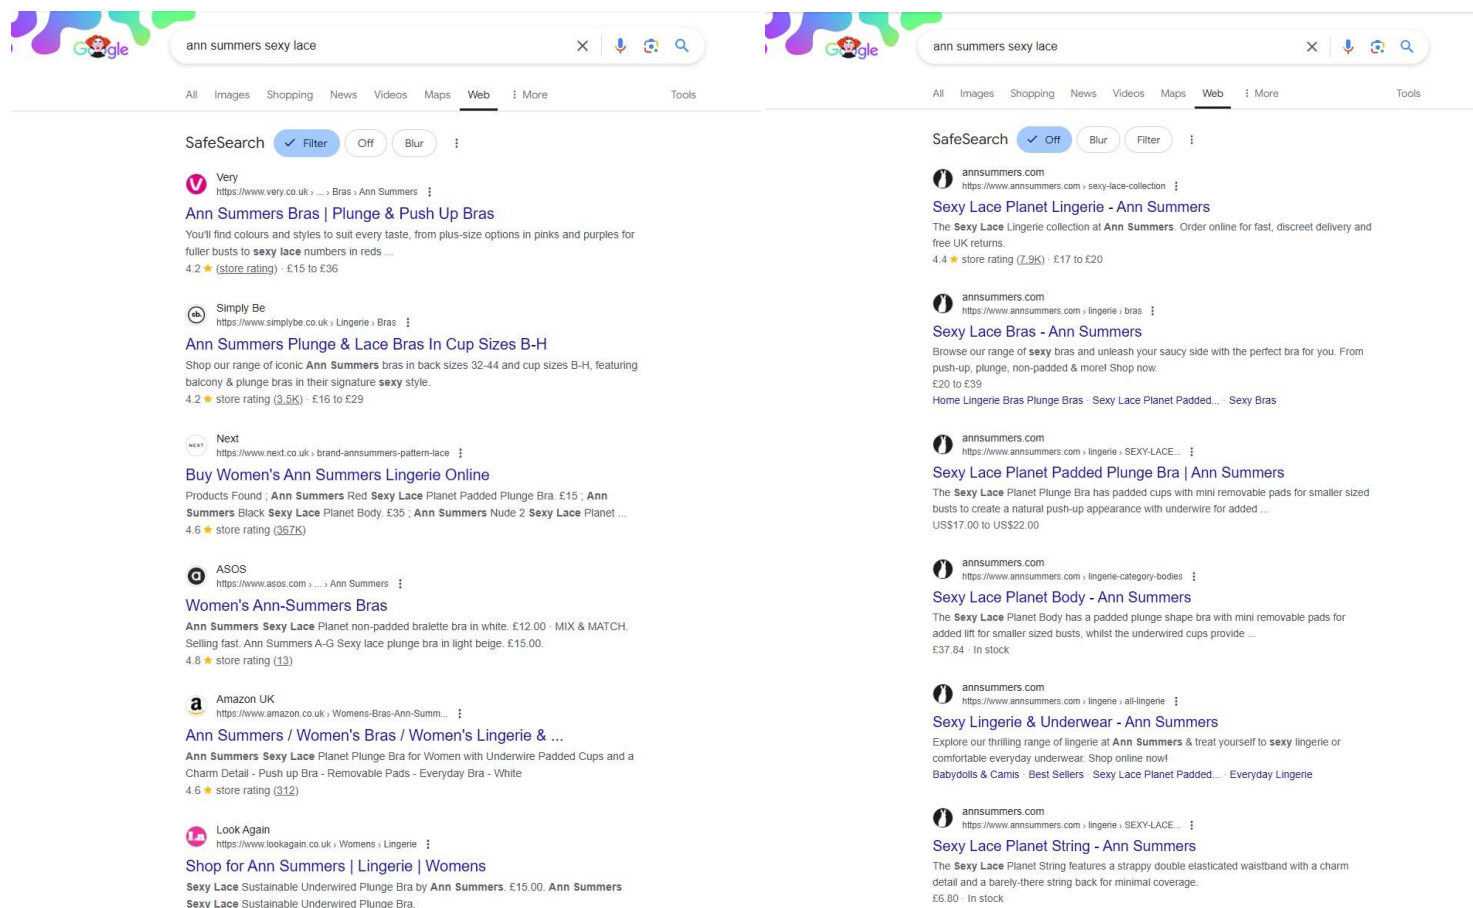 Google
ann summers sexy lace
All Images Shopping News Videos Maps Web More Tools
SafeSearch Filter Off Blur
Very
https://www.very.co.uk › ... › Bras › Ann Summers
Ann Summers Bras | Plunge & Push Up Bras
You'll find colours and styles to suit every taste, from plus-size options in pinks and purples for
fuller busts to sexy lace numbers in reds ...
4.2 ★ (store rating) · £15 to £36
Simply Be
sb.
https://www.simplybe.co.uk › Lingerie › Bras
Ann Summers Plunge & Lace Bras In Cup Sizes B-H
Shop our range of iconic Ann Summers bras in back sizes 32-44 and cup sizes B-H, featuring
balcony & plunge bras in their signature sexy style.
4.2 ★ store rating (3.5K) · £16 to £29
Next
NEXT
https://www.next.co.uk › brand-annsummers-pattern-lace
Buy Women's Ann Summers Lingerie Online
Products Found ; Ann Summers Red Sexy Lace Planet Padded Plunge Bra. £15 ; Ann
Summers Black Sexy Lace Planet Body. £35 ; Ann Summers Nude 2 Sexy Lace Planet ...
4.6 ★ store rating (367K)
ASOS
https://www.asos.com › ... › Ann Summers
Women's Ann-Summers Bras
Ann Summers Sexy Lace Planet non-padded bralette bra in white. £12.00 · MIX & MATCH.
Selling fast. Ann Summers A-G Sexy lace plunge bra in light beige. £15.00.
4.8 ★ store rating (13)
Amazon UK
https://www.amazon.co.uk › Womens-Bras-Ann-Summ...
Ann Summers / Women's Bras / Women's Lingerie & ...
Ann Summers Sexy Lace Planet Plunge Bra for Women with Underwire Padded Cups and a
Charm Detail - Push up Bra - Removable Pads - Everyday Bra - White
4.6 ★ store rating (312)
Look Again
La
https://www.lookagain.co.uk › Womens › Lingerie
Shop for Ann Summers | Lingerie | Womens
Sexy Lace Sustainable Underwired Plunge Bra by Ann Summers. £15.00. Ann Summers
Sexy Lace Sustainable Underwired Plunge Bra.
Google
ann summers sexy lace
All Images Shopping News Videos Maps Web More Tools
SafeSearch Off Blur Filter
annsummers.com
https://www.annsummers.com › sexy-lace-collection
Sexy Lace Planet Lingerie - Ann Summers
The Sexy Lace Lingerie collection at Ann Summers. Order online for fast, discreet delivery and
free UK returns.
4.4 ★ store rating (7.9K) · £17 to £20
annsummers.com
https://www.annsummers.com › lingerie › bras
Sexy Lace Bras - Ann Summers
Browse our range of sexy bras and unleash your saucy side with the perfect bra for you. From
push-up, plunge, non-padded & more! Shop now.
£20 to £39
Home Lingerie Bras Plunge Bras · Sexy Lace Planet Padded... · Sexy Bras
annsummers.com
https://www.annsummers.com › lingerie › SEXY-LACE...
Sexy Lace Planet Padded Plunge Bra | Ann Summers
The Sexy Lace Planet Plunge Bra has padded cups with mini removable pads for smaller sized
busts to create a natural push-up appearance with underwire for added ...
US$17.00 to US$22.00
annsummers.com
https://www.annsummers.com › lingerie-category-bodies
Sexy Lace Planet Body - Ann Summers
The Sexy Lace Planet Body has a padded plunge shape bra with mini removable pads for
added lift for smaller sized busts, whilst the underwired cups provide ...
£37.84 · In stock
annsummers.com
https://www.annsummers.com › lingerie › all-lingerie
Sexy Lingerie & Underwear - Ann Summers
Explore our thrilling range of lingerie at Ann Summers & treat yourself to sexy lingerie or
comfortable everyday underwear. Shop online now!
Babydolls & Camis · Best Sellers · Sexy Lace Planet Padded... · Everyday Lingerie
annsummers.com
https://www.annsummers.com › lingerie › SEXY-LACE...
Sexy Lace Planet String - Ann Summers
The Sexy Lace Planet String features a strappy double elasticated waistband with a charm
detail and a barely-there string back for minimal coverage.
£6.80 · In stock